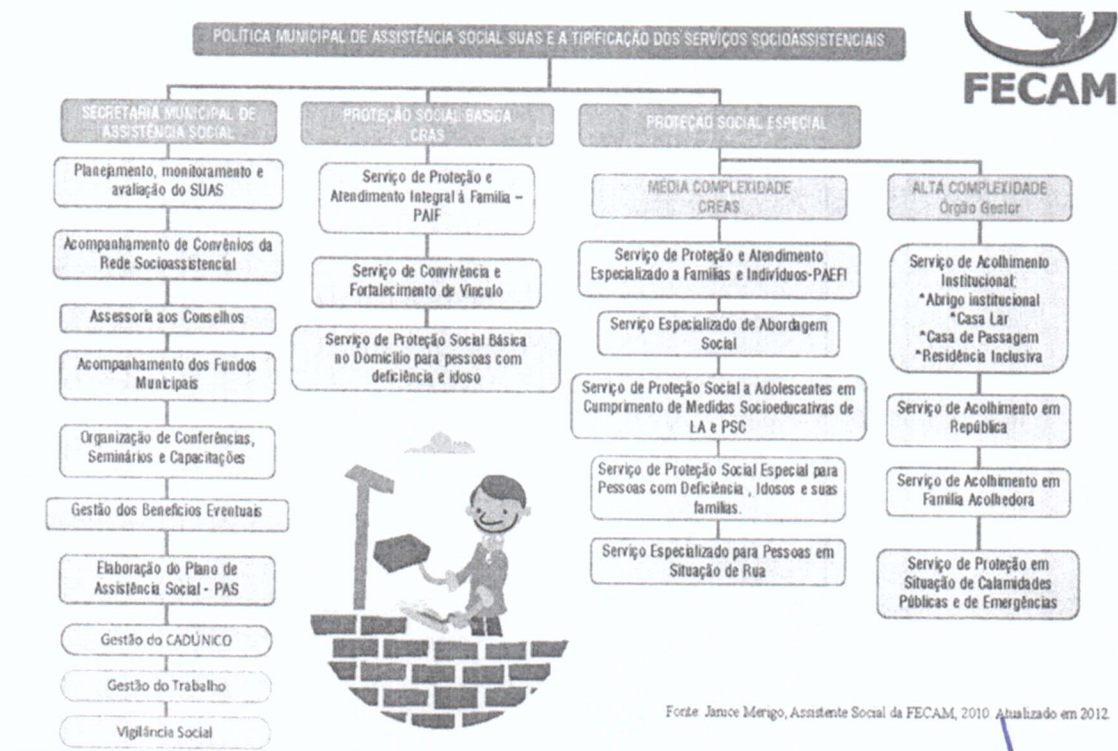 POLÍTICA MUNICIPAL DE ASSISTÊNCIA SOCIAL SUAS E A TIPIFICAÇÃO DOS SERVIÇOS SOCIOASSISTENCIAIS
FECAM
SECRETARIA MUNICIPAL DE
ASSISTÊNCIA SOCIAL
Planejamento, monitoramento e
avaliação do SUAS
Acompanhamento de Convênios da
Rede Socioassistencial
Assessoria aos Conselhos
Acompanhamento dos Fundos
Municipais
Organização de Conferências,
Seminários e Capacitações
Gestão dos Benefícios Eventuais
Elaboração do Plano de
Assistência Social - PAS
Gestão do CADÚNICO
Gestão do Trabalho
Vigilância Social
PROTEÇÃO SOCIAL BÁSICA
CRAS
Serviço de Proteção e
Atendimento Integral à Família –
PAIF
Serviço de Convivência e
Fortalecimento de Vínculo
Serviço de Proteção Social Básica
no Domicílio para pessoas com
deficiência e idoso
PROTEÇÃO SOCIAL ESPECIAL
MÉDIA COMPLEXIDADE
CREAS
Serviço de Proteção e Atendimento
Especializado a Famílias e Indivíduos-PAEFI
Serviço Especializado de Abordagem
Social
Serviço de Proteção Social a Adolescentes em
Cumprimento de Medidas Socioeducativas de
LA e PSC
Serviço de Proteção Social Especial para
Pessoas com Deficiência , Idosos e suas
famílias.
Serviço Especializado para Pessoas em
Situação de Rua
ALTA COMPLEXIDADE
Órgão Gestor
Serviço de Acolhimento
Institucional:
*Abrigo institucional
*Casa Lar
*Casa de Passagem
*Residência Inclusiva
Serviço de Acolhimento em
República
Serviço de Acolhimento em
Família Acolhedora
Serviço de Proteção em
Situação de Calamidades
Públicas e de Emergências
Fonte: Janice Merigo, Assistente Social da FECAM, 2010. Atualizado em 2012.